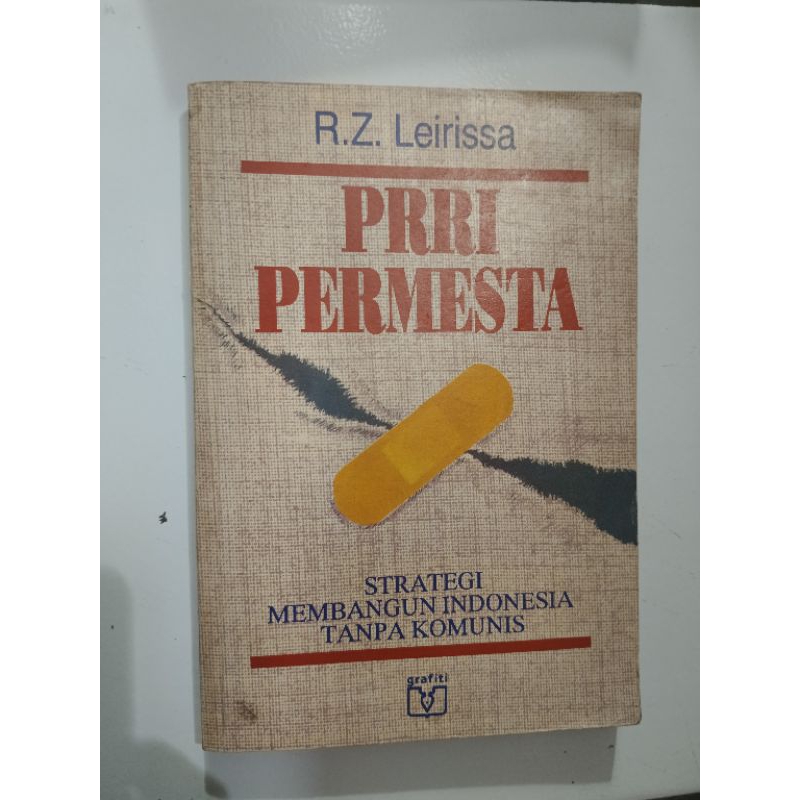 R.Z. Leirissa
PRRI
PERMESTA
STRATEGI
MEMBANGUN INDONESIA
TANPA KOMUNIS
grafiti